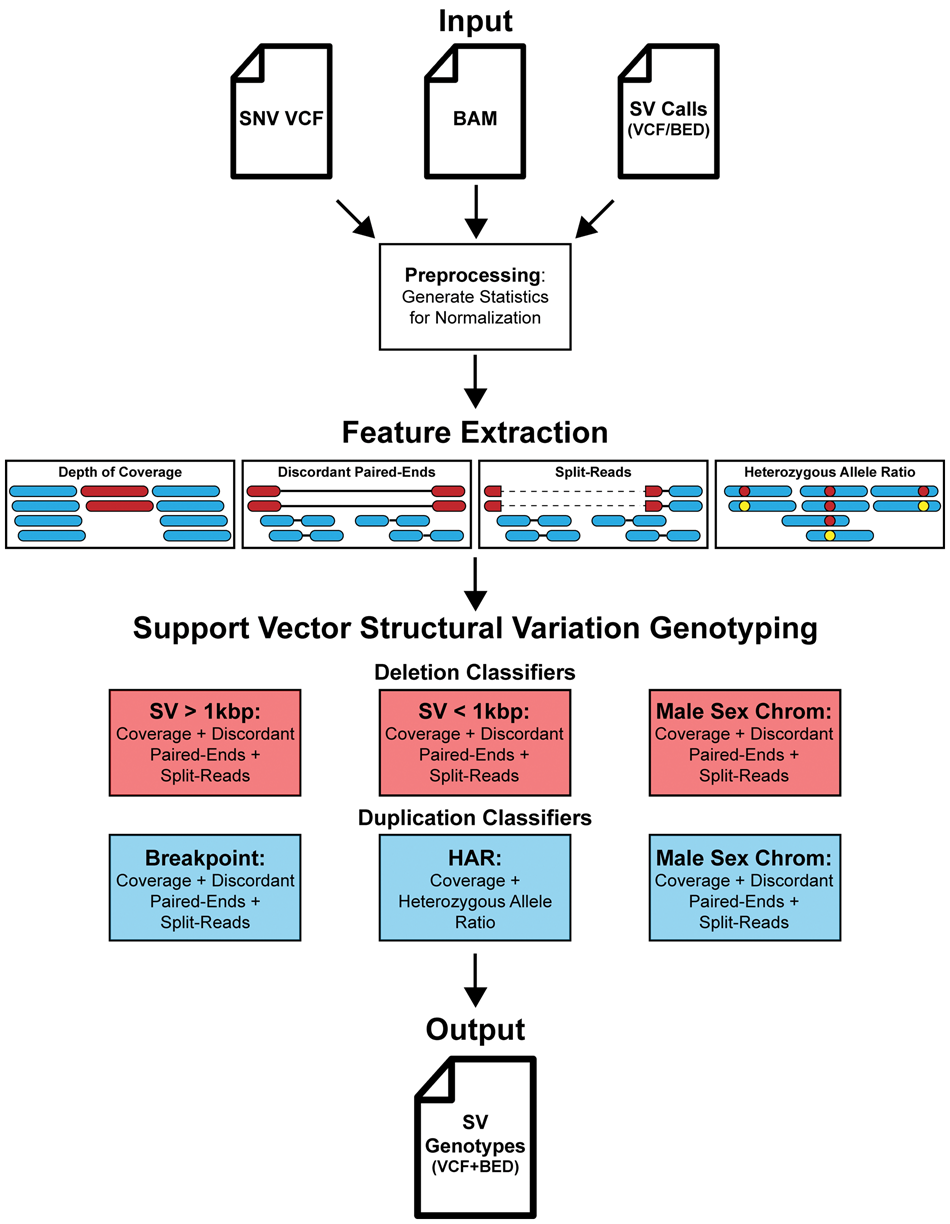 Input
SNV VCF
BAM
SV Calls
(VCF/BED)
Preprocessing:
Generate Statistics
for Normalization
Feature Extraction
Depth of Coverage
Discordant Paired-Ends
Split-Reads
Heterozygous Allele Ratio
Support Vector Structural Variation Genotyping
Deletion Classifiers
SV > 1kbp:
Coverage + Discordant
Paired-Ends +
Split-Reads
SV < 1kbp:
Coverage + Discordant
Paired-Ends +
Split-Reads
Male Sex Chrom:
Coverage + Discordant
Paired-Ends +
Split-Reads
Duplication Classifiers
Breakpoint:
Coverage + Discordant
Paired-Ends +
Split-Reads
HAR:
Coverage +
Heterozygous Allele
Ratio
Male Sex Chrom:
Coverage + Discordant
Paired-Ends +
Split-Reads
Output
SV
Genotypes
(VCF+BED)